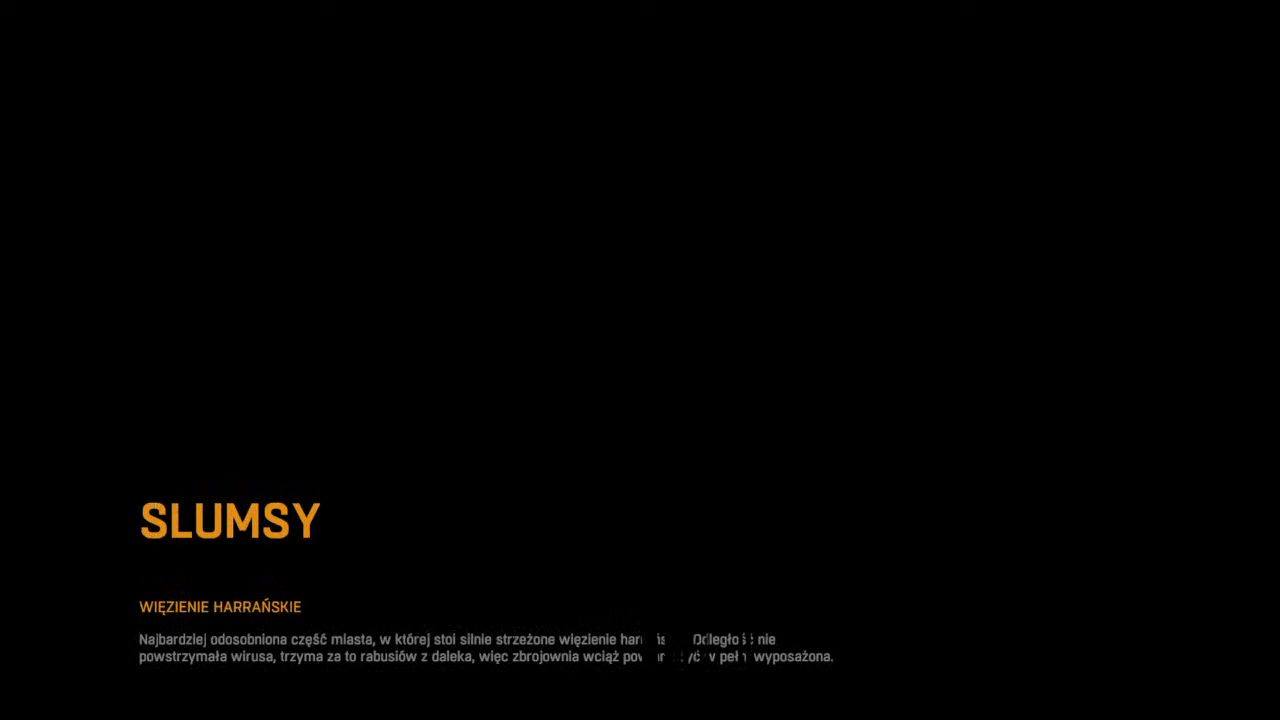 SLUMSY
WIĘZIENIE HARRAŃSKIE
Najbardziej odosobniona część miasta, w której stoi silnie strzeżone więzienie Odległość nie
powstrzymała wirusa, trzyma za to rabusiów z daleka, więc zbrojownia wciąż wyposażona.